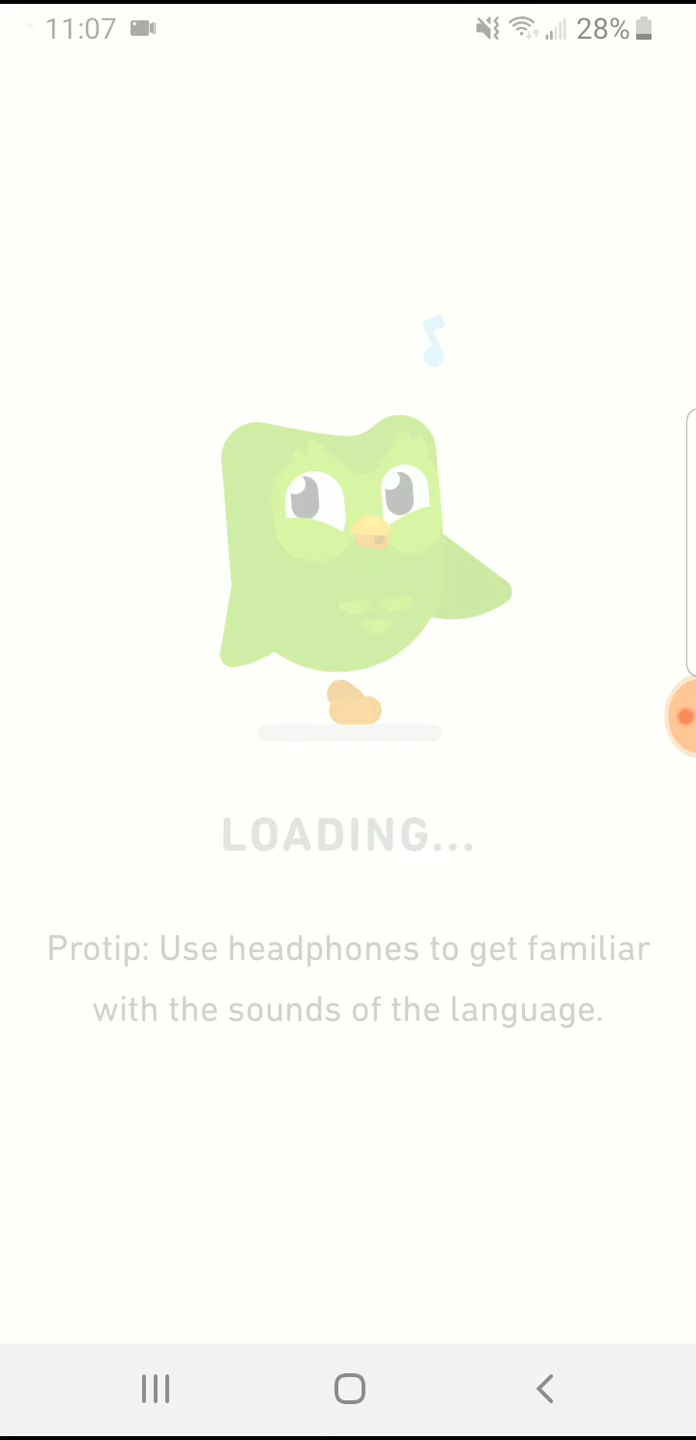 11:07 28%
LOADING...
Protip: Use headphones to get familiar
with the sounds of the language.